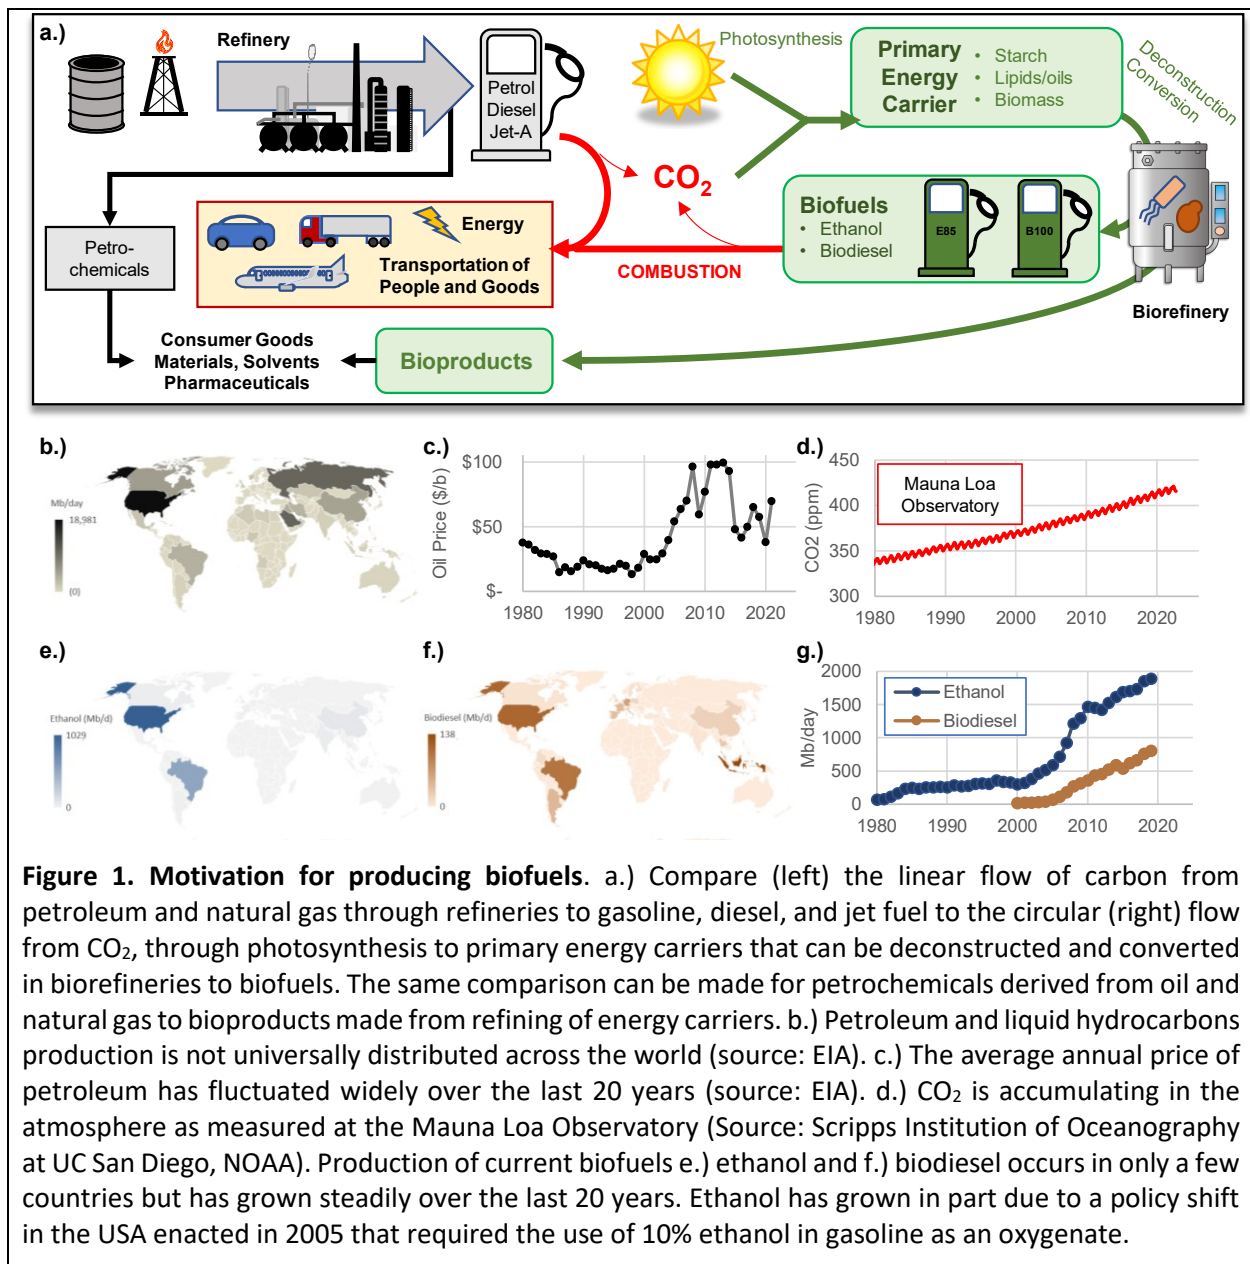 a.)
Refinery
Petrol
Diesel
Jet-A
Photosynthesis
Primary
Energy
Carrier
• Starch
• Lipids/oils
• Biomass
Deconstruction
Conversion
CO2
Biofuels
• Ethanol
• Biodiesel
E85
B100
Biorefinery
Petro-
chemicals
Energy
Transportation of
People and Goods
COMBUSTION
Consumer Goods
Materials, Solvents
Pharmaceuticals
Bioproducts
b.)
Mb/day
18,981
(0)
c.)
Oil Price ($/b)
$100
$50
$-
1980 1990 2000 2010 2020
d.)
CO2 (ppm)
450
400
350
300
Mauna Loa
Observatory
1980 1990 2000 2010 2020
e.)
Ethanol (Mb/d)
1029
0
f.)
Biodiesel (Mb/d)
138
0
g.)
Mb/day
2000
1500
1000
500
0
Ethanol
Biodiesel
1980 1990 2000 2010 2020
Figure 1. Motivation for producing biofuels. a.) Compare (left) the linear flow of carbon from
petroleum and natural gas through refineries to gasoline, diesel, and jet fuel to the circular (right) flow
from CO2, through photosynthesis to primary energy carriers that can be deconstructed and converted
in biorefineries to biofuels. The same comparison can be made for petrochemicals derived from oil and
natural gas to bioproducts made from refining of energy carriers. b.) Petroleum and liquid hydrocarbons
production is not universally distributed across the world (source: EIA). c.) The average annual price of
petroleum has fluctuated widely over the last 20 years (source: EIA). d.) CO2 is accumulating in the
atmosphere as measured at the Mauna Loa Observatory (Source: Scripps Institution of Oceanography
at UC San Diego, NOAA). Production of current biofuels e.) ethanol and f.) biodiesel occurs in only a few
countries but has grown steadily over the last 20 years. Ethanol has grown in part due to a policy shift
in the USA enacted in 2005 that required the use of 10% ethanol in gasoline as an oxygenate.